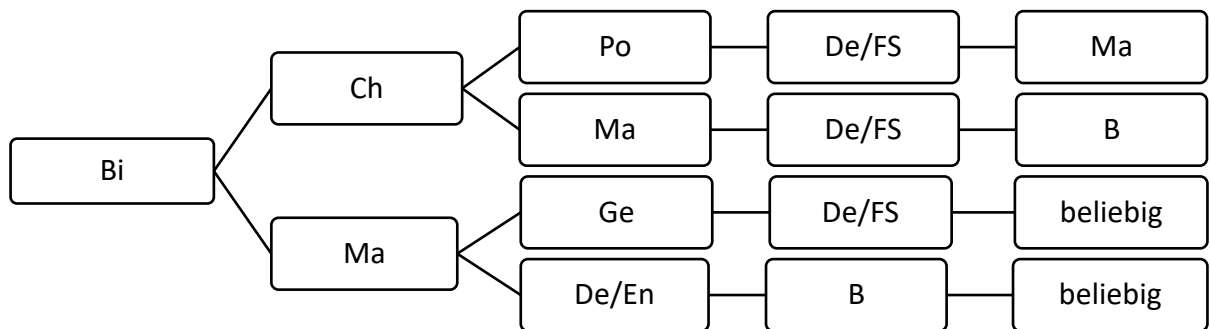 Bi
Ch
Po
De/FS
Ma
Ma
De/FS
B
Ma
Ge
De/FS
beliebig
De/En
B
beliebig